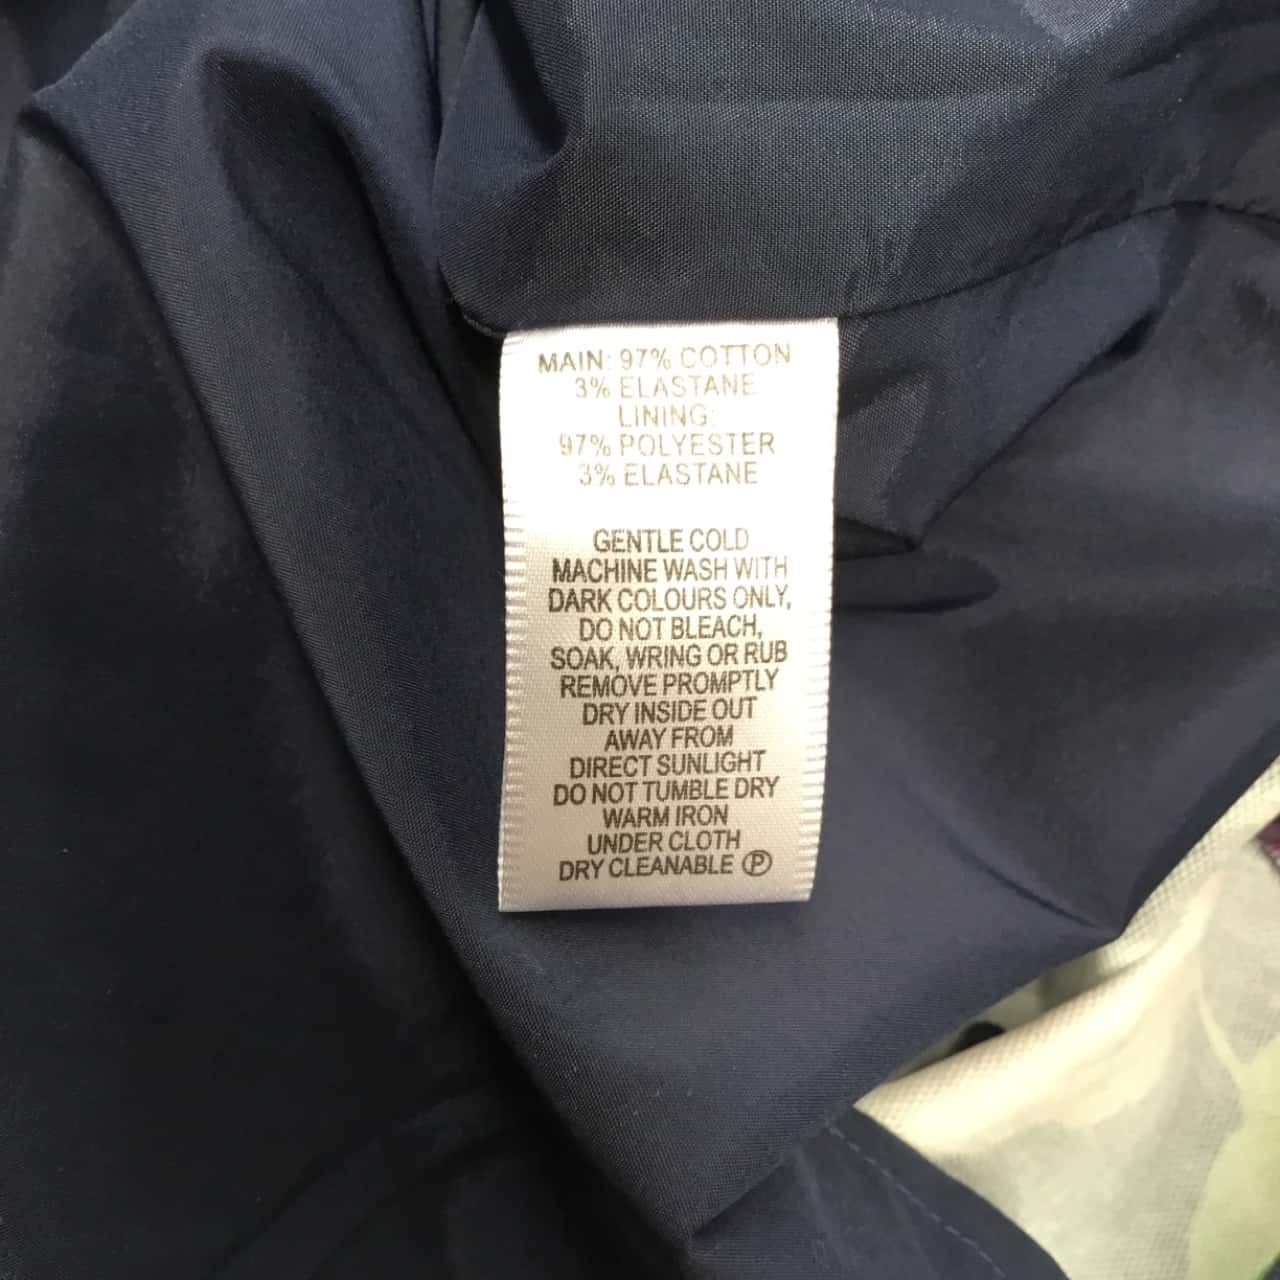 MAIN: 97% COTTON
3% ELASTANE
LINING:
97% POLYESTER
3% ELASTANE
GENTLE COLD
MACHINE WASH WITH
DARK COLOURS ONLY,
DO NOT BLEACH,
SOAK, WRING OR RUB
REMOVE PROMPTLY
DRY INSIDE OUT
AWAY FROM
DIRECT SUNLIGHT
DO NOT TUMBLE DRY
WARM IRON
UNDER CLOTH
DRY CLEANABLE Ⓟ